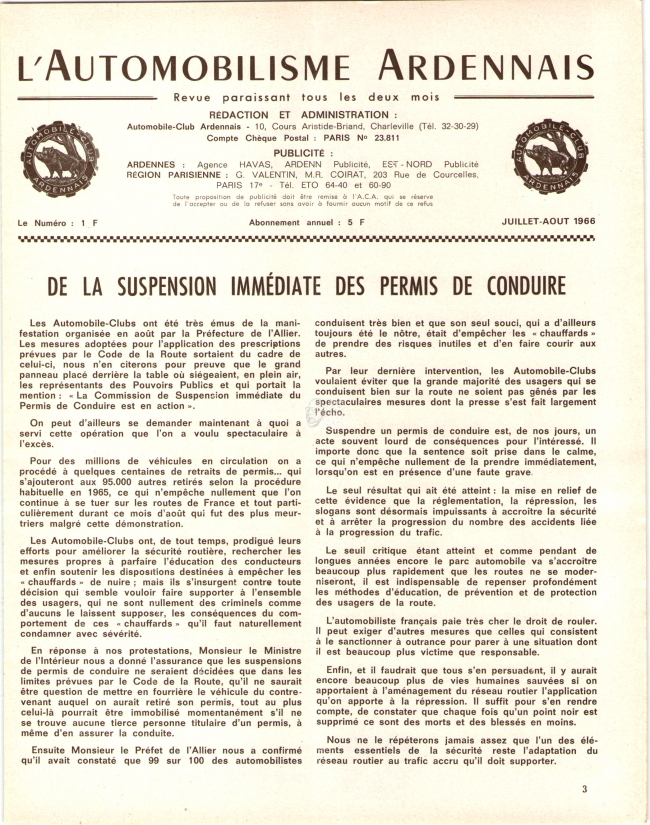 L'AUTOMOBILISME ARDENNAIS
Revue paraissant tous les deux mois
RÉDACTION ET ADMINISTRATION :
Automobile-Club Ardennais - 10, Cours Aristide-Briand, Charleville (Tél. 32-30-29)
Compte Chèque Postal : PARIS No 23.811
PUBLICITÉ :
ARDENNES : Agence HAVAS, ARDENN Publicité, EST-NORD Publicité
RÉGION PARISIENNE : G. VALENTIN, M.R. COIRAT, 203 Rue de Courcelles,
PARIS 17e - Tél. ETO 64-40 et 60-90
Toute proposition de publicité doit être remise à l'A.C.A. qui se réserve
de l'accepter ou de la refuser sans avoir à fournir aucun motif de ce refus
AUTOMOBILE-CLUB
ARDENNAIS
AUTOMOBILE-CLUB
ARDENNAIS
Le Numéro : 1 F
Abonnement annuel : 5 F
JUILLET-AOUT 1966
DE LA SUSPENSION IMMÉDIATE DES PERMIS DE CONDUIRE
Les Automobile-Clubs ont été très émus de la mani-
festation organisée en août par la Préfecture de l'Allier.
Les mesures adoptées pour l'application des prescriptions
prévues par le Code de la Route sortaient du cadre de
celui-ci, nous n'en citerons pour preuve que le grand
panneau placé derrière la table où siégeaient, en plein air,
les représentants des Pouvoirs Publics et qui portait la
mention : « La Commission de Suspension immédiate du
Permis de Conduire est en action ».
On peut d'ailleurs se demander maintenant à quoi a
servi cette opération que l'on a voulu spectaculaire à
l'excès.
Pour des millions de véhicules en circulation on a
procédé à quelques centaines de retraits de permis... qui
s'ajouteront aux 95.000 autres retirés selon la procédure
habituelle en 1965, ce qui n'empêche nullement que l'on
continue à se tuer sur les routes de France et tout parti-
culièrement durant ce mois d'août qui fut des plus meur-
triers malgré cette démonstration.
Les Automobile-Clubs ont, de tout temps, prodigué leurs
efforts pour améliorer la sécurité routière, rechercher les
mesures propres à parfaire l'éducation des conducteurs
et enfin soutenir les dispositions destinées à empêcher les
« chauffards » de nuire ; mais ils s'insurgent contre toute
décision qui semble vouloir faire supporter à l'ensemble
des usagers, qui ne sont nullement des criminels comme
d'aucuns le laissent supposer, les conséquences du com-
portement de ces « chauffards » qu'il faut naturellement
condamner avec sévérité.
En réponse à nos protestations, Monsieur le Ministre
de l'Intérieur nous a donné l'assurance que les suspensions
de permis de conduire ne seraient décidées que dans les
limites prévues par le Code de la Route, qu'il ne saurait
être question de mettre en fourrière le véhicule du contre-
venant auquel on aurait retiré son permis, tout au plus
celui-là pourrait être immobilisé momentanément s'il ne
se trouve aucune tierce personne titulaire d'un permis, à
même d'en assurer la conduite.
Ensuite Monsieur le Préfet de l'Allier nous a confirmé
qu'il avait constaté que 99 sur 100 des automobilistes
conduisent très bien et que son seul souci, qui a d'ailleurs
toujours été le nôtre, était d'empêcher les « chauffards »
de prendre des risques inutiles et d'en faire courir aux
autres.
Par leur dernière intervention, les Automobile-Clubs
voulaient éviter que la grande majorité des usagers qui se
conduisent bien sur la route ne soient pas gênés par les
spectaculaires mesures dont la presse s'est fait largement
l'écho.
Suspendre un permis de conduire est, de nos jours, un
acte souvent lourd de conséquences pour l'intéressé. Il
importe donc que la sentence soit prise dans le calme,
ce qui n'empêche nullement de la prendre immédiatement,
lorsqu'on est en présence d'une faute grave.
Le seul résultat qui ait été atteint : la mise en relief de
cette évidence que la réglementation, la répression, les
slogans sont désormais impuissants à accroître la sécurité
et à arrêter la progression du nombre des accidents liée
à la progression du trafic.
Le seuil critique étant atteint et comme pendant de
longues années encore le parc automobile va s'accroître
beaucoup plus rapidement que les routes ne se moder-
niseront, il est indispensable de repenser profondément
les méthodes d'éducation, de prévention et de protection
des usagers de la route.
L'automobiliste français paie très cher le droit de rouler.
Il peut exiger d'autres mesures que celles qui consistent
à le sanctionner à outrance pour parer à une situation dont
il est beaucoup plus victime que responsable.
Enfin, et il faudrait que tous s'en persuadent, il y aurait
encore beaucoup plus de vies humaines sauvées si on
apportaient à l'aménagement du réseau routier l'application
qu'on apporte à la répression. Il suffit pour s'en rendre
compte, de constater que chaque fois qu'un point noir est
supprimé ce sont des morts et des blessés en moins.
Nous ne le répéterons jamais assez que l'un des élé-
ments essentiels de la sécurité reste l'adaptation du
réseau routier au trafic accru qu'il doit supporter.
3